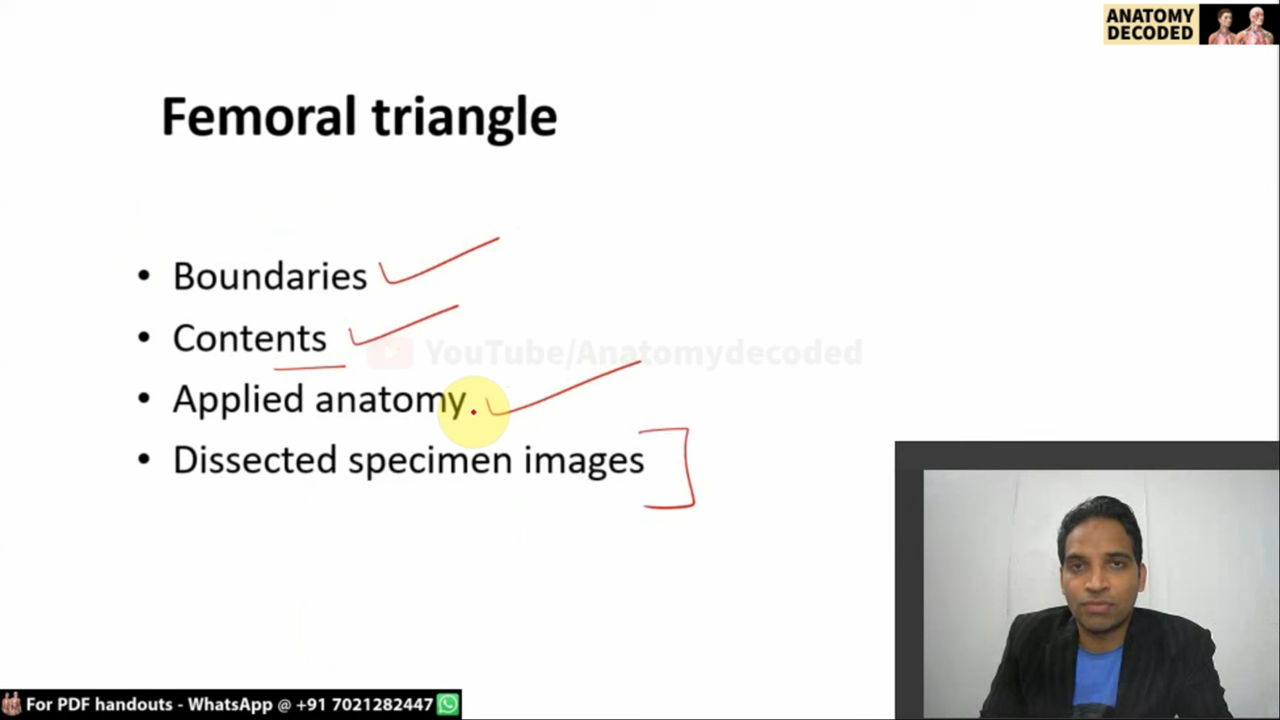 ANATOMY
DECODED
Femoral triangle
• Boundaries
• Contents
YouTube/Anatomydecoded
• Applied anatomy
• Dissected specimen images
For PDF handouts - WhatsApp @ +91 7021282447